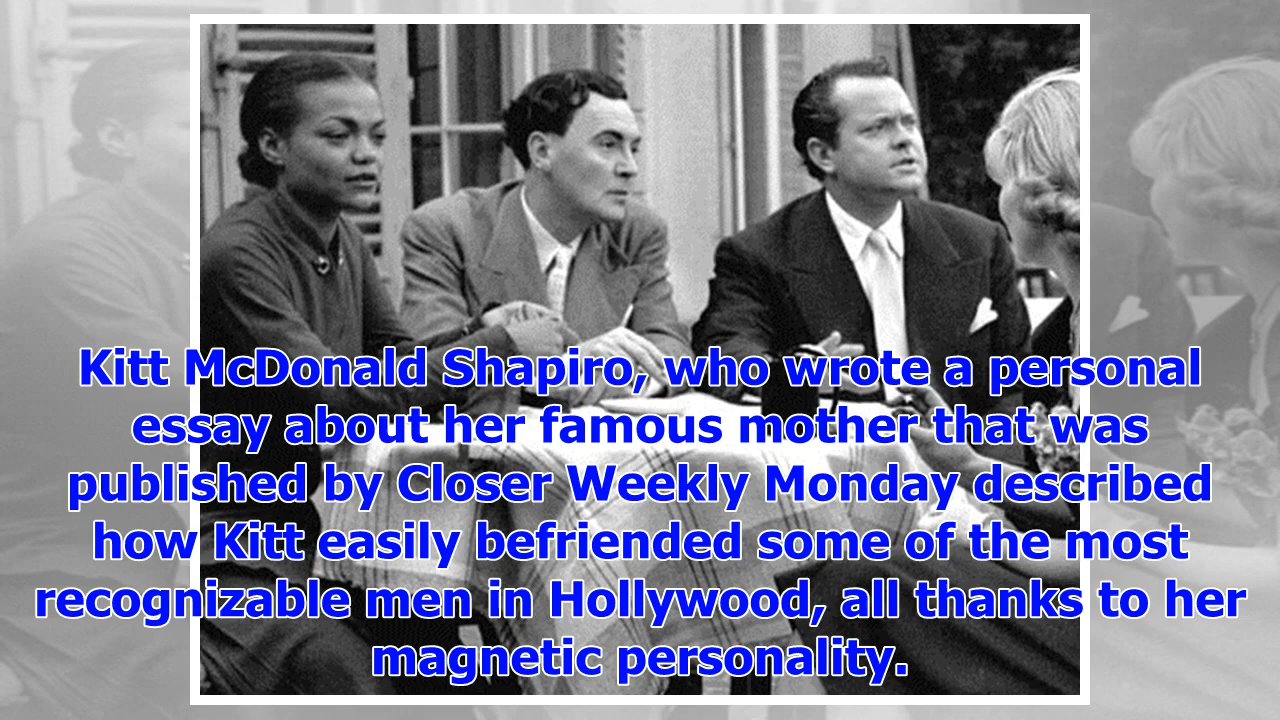 Kitt McDonald Shapiro, who wrote a personal
essay about her famous mother that was
published by Closer Weekly Monday described
how Kitt easily befriended some of the most
recognizable men in Hollywood, all thanks to her
magnetic personality.